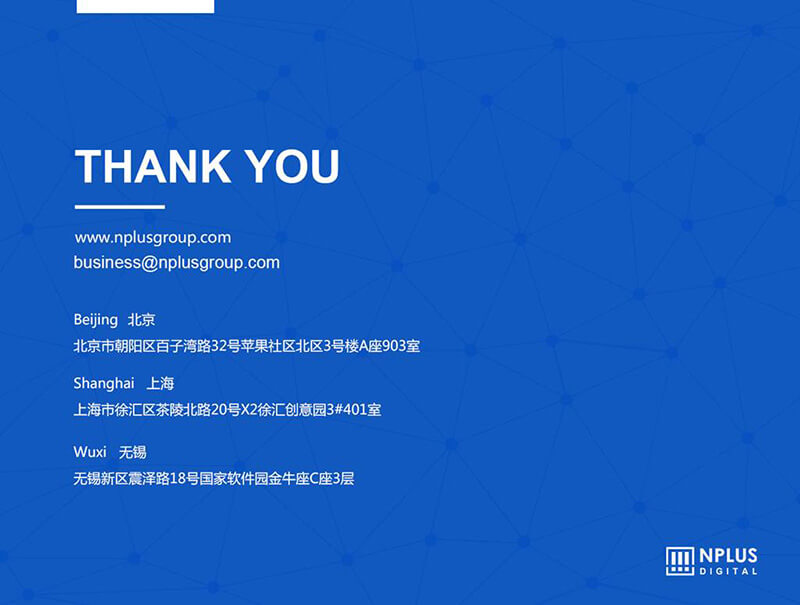 THANK YOU
www.nplusgroup.com
business@nplusgroup.com
Beijing 北京
北京市朝阳区百子湾路32号苹果社区北区3号楼A座903室
Shanghai 上海
上海市徐汇区茶陵北路20号X2徐汇创意园3#401室
Wuxi 无锡
无锡新区震泽路18号国家软件园金牛座C座3层
NPLUS
DIGITAL